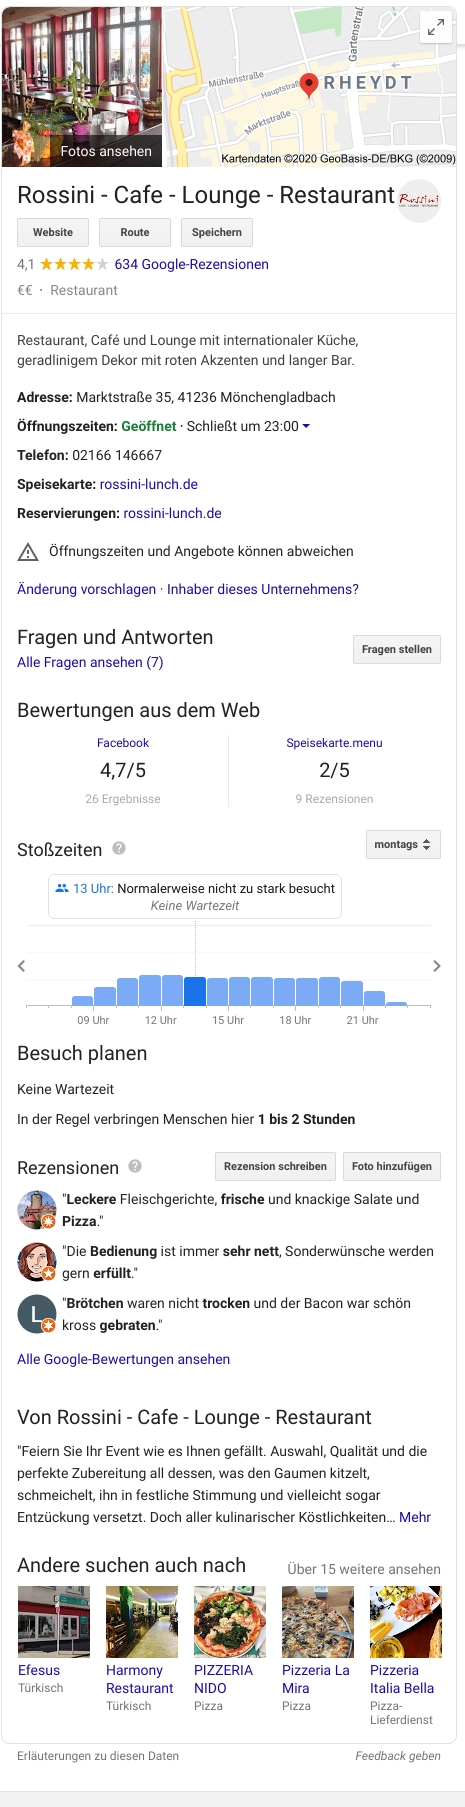 Gartenstraß
Mühlenstraße
RHEYDT
Hauptstraß
Marktstraße
Fotos ansehen
Kartendaten ©2020 GeoBasis-DE/BKG (©2009)
Rossini - Cafe - Lounge - Restaurant
Rossini
Website Route Speichern
4,1 634 Google-Rezensionen
€€ · Restaurant
Restaurant, Café und Lounge mit internationaler Küche,
geradlinigem Dekor mit roten Akzenten und langer Bar.
Adresse: Marktstraße 35, 41236 Mönchengladbach
Öffnungszeiten: Geöffnet · Schließt um 23:00
Telefon: 02166 146667
Speisekarte: rossini-lunch.de
Reservierungen: rossini-lunch.de
Öffnungszeiten und Angebote können abweichen
Änderung vorschlagen · Inhaber dieses Unternehmens?
Fragen und Antworten
Alle Fragen ansehen (7)
Fragen stellen
Bewertungen aus dem Web
Facebook Speisekarte.menu
4,7/5 2/5
26 Ergebnisse 9 Rezensionen
Stoßzeiten ? montags
13 Uhr: Normalerweise nicht zu stark besucht
Keine Wartezeit
09 Uhr 12 Uhr 15 Uhr 18 Uhr 21 Uhr
Besuch planen
Keine Wartezeit
In der Regel verbringen Menschen hier 1 bis 2 Stunden
Rezensionen ? Rezension schreiben Foto hinzufügen
"Leckere Fleischgerichte, frische und knackige Salate und
Pizza."
"Die Bedienung ist immer sehr nett, Sonderwünsche werden
gern erfüllt."
L
"Brötchen waren nicht trocken und der Bacon war schön
kross gebraten."
Alle Google-Bewertungen ansehen
Von Rossini - Cafe - Lounge - Restaurant
"Feiern Sie Ihr Event wie es Ihnen gefällt. Auswahl, Qualität und die
perfekte Zubereitung all dessen, was den Gaumen kitzelt,
schmeichelt, ihn in festliche Stimmung und vielleicht sogar
Entzückung versetzt. Doch aller kulinarischer Köstlichkeiten… Mehr
Andere suchen auch nach Über 15 weitere ansehen
Efesus
Türkisch
Harmony
Restaurant
Türkisch
PIZZERIA
NIDO
Pizza
Pizzeria La
Mira
Pizza
Pizzeria
Italia Bella
Pizza-
Lieferdienst
Erläuterungen zu diesen Daten Feedback geben